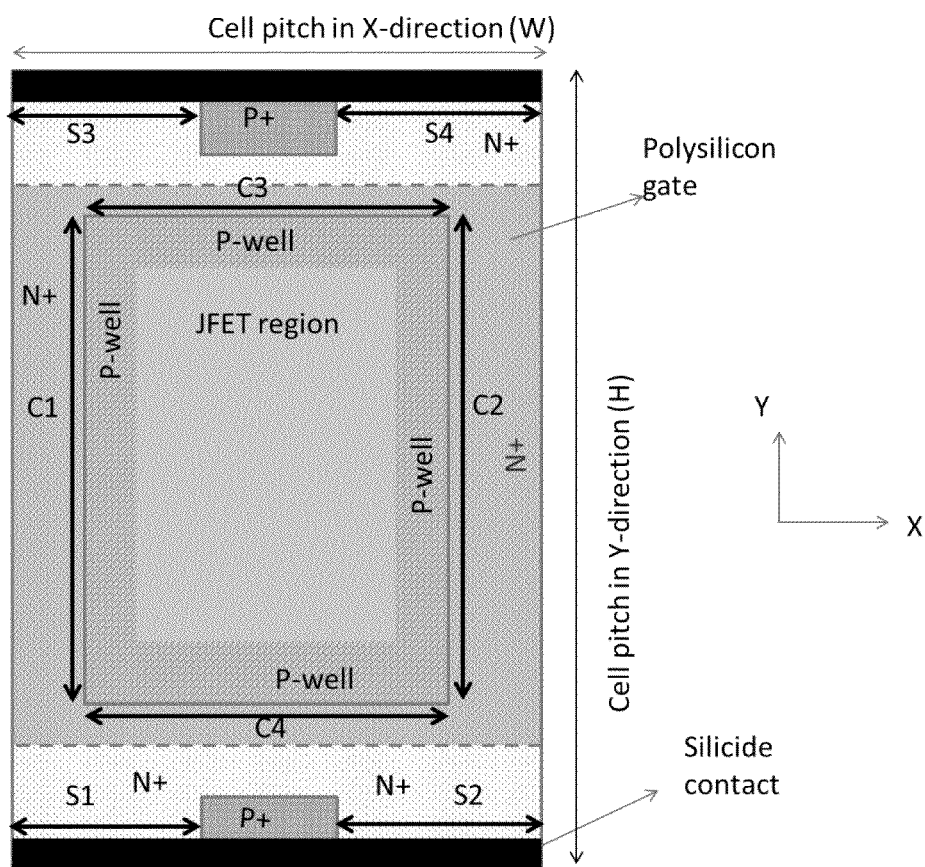 Cell pitch in X-direction (W)
P+
S3
S4
N+
Polysilicon
gate
C3
P-well
N+
P-well
JFET region
C1
C2
P-well
N+
Cell pitch in Y-direction (H)
Y
X
P-well
C4
Silicide
contact
N+
N+
S1
S2
P+